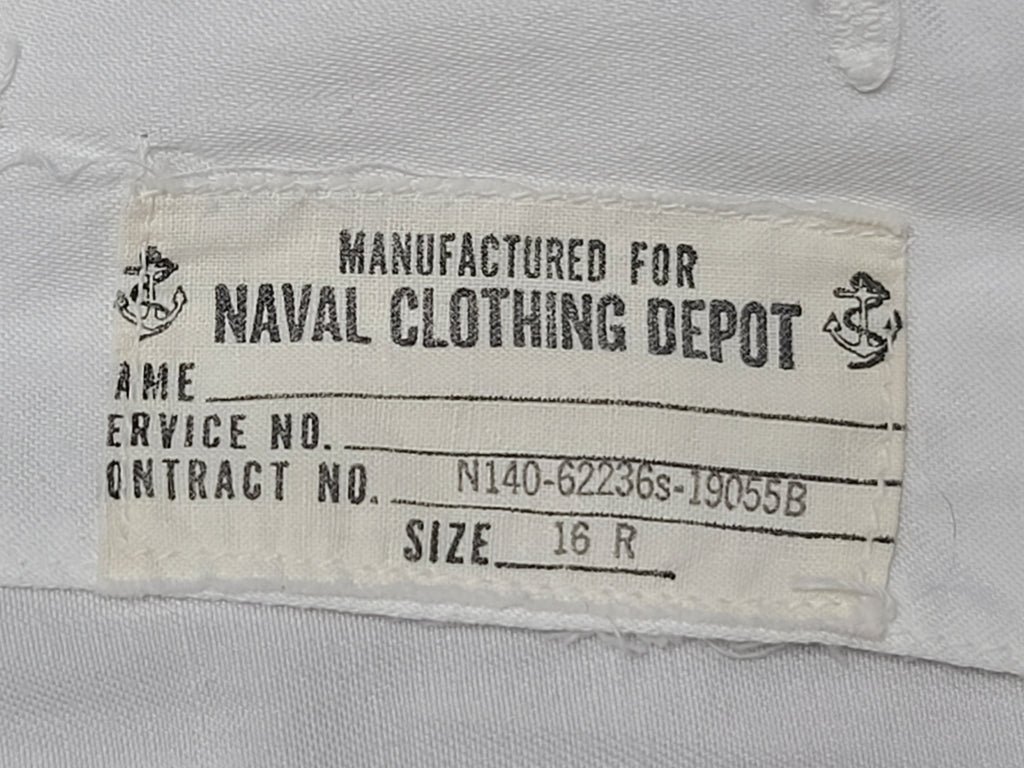 MANUFACTURED FOR
NAVAL CLOTHING DEPOT
AME
ERVICE NO.
ONTRACT NO. N140-62236s-19055B
SIZE 16 R